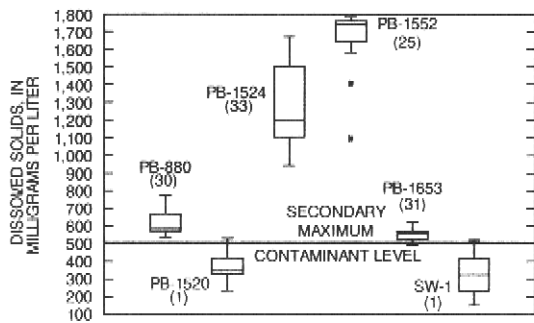 DISSOLVED SOLIDS, IN
MILLIGRAMS PER LITER
1,800
1,700
1,600
1,500
1,400
1,300
1,200
1,100
1,000
900
800
700
600
500
400
300
200
100
PB-1552
(25)
PB-1524
(33)
PB-880
(30)
PB-1653
(31)
SECONDARY
MAXIMUM
CONTAMINANT LEVEL
PB-1520
(1)
SW-1
(1)